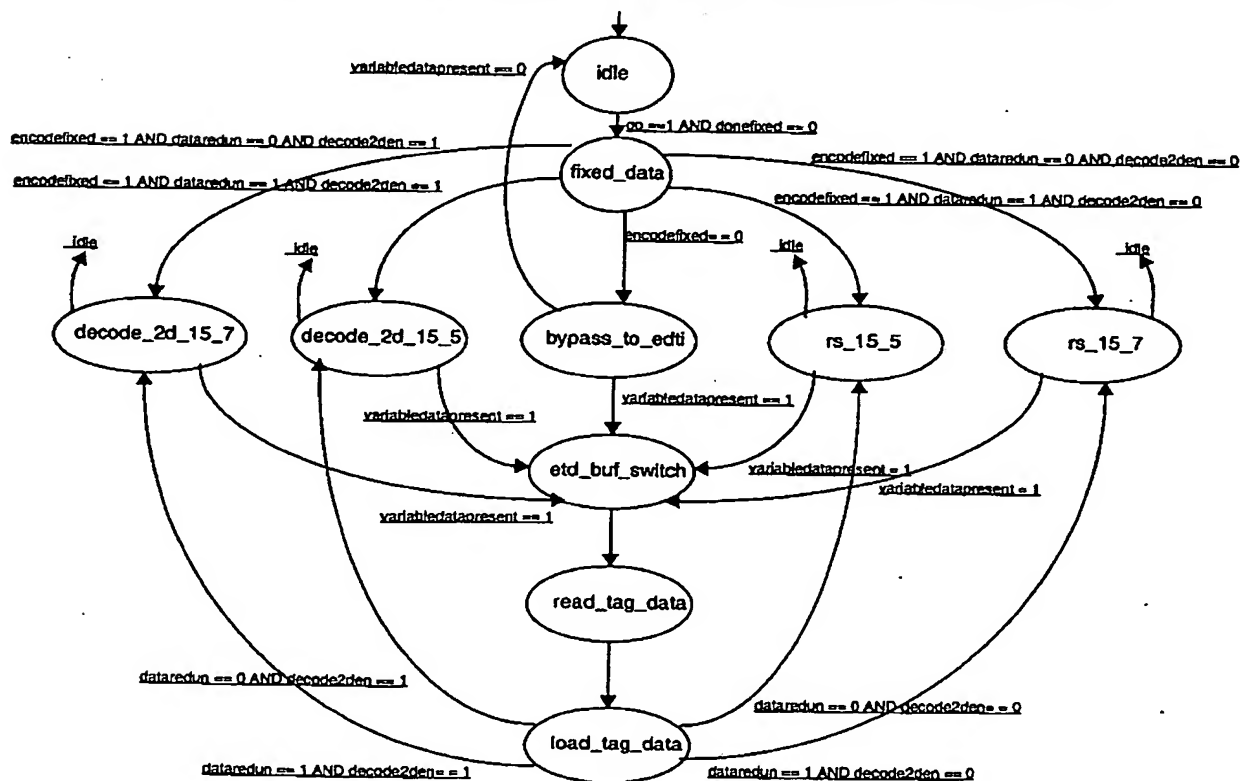 idle
variabledatapresent == 0
go == 1 AND donefixed == 0
encodefixed == 1 AND dataredun == 0 AND decode2den == 1
encodefixed == 1 AND dataredun == 0 AND decode2den == 0
fixed_data
encodefixed == 1 AND dataredun == 1 AND decode2den == 1
encodefixed == 1 AND dataredun == 1 AND decode2den == 0
encodefixed== 0
idle
idle
idle
idle
decode_2d_15_7
decode_2d_15_5
bypass_to_edti
rs_15_5
rs_15_7
variabledatapresent == 1
variabledatapresent == 1
etd_buf_switch
variabledatapresent = 1
variabledatapresent = 1
variabledatapresent == 1
read_tag_data
dataredun == 0 AND decode2den == 1
dataredun == 0 AND decode2den= = 0
load_tag_data
dataredun == 1 AND decode2den= = 1
dataredun == 1 AND decode2den == 0